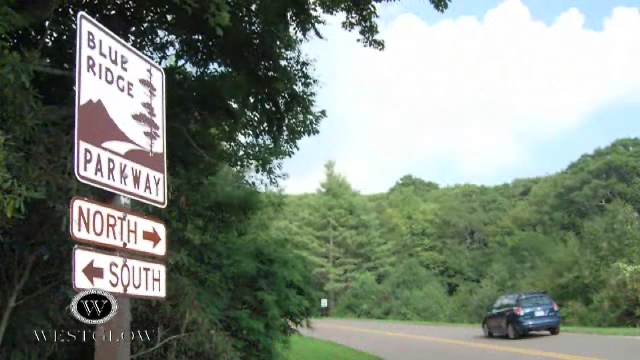 BLUE
RIDGE
PARKWAY
NORTH →
← SOUTH
W
WESTGLOW